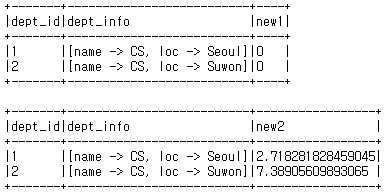 +-------+--------------------------+----+
|dept_id|dept_info                 |new1|
+-------+--------------------------+----+
|1      |[name -> CS, loc -> Seoul]|0   |
|2      |[name -> CS, loc -> Suwon]|0   |
+-------+--------------------------+----+
+-------+--------------------------+-----------------+
|dept_id|dept_info                 |new2             |
+-------+--------------------------+-----------------+
|1      |[name -> CS, loc -> Seoul]|2.718281828459045|
|2      |[name -> CS, loc -> Suwon]|7.38905609893065 |
+-------+--------------------------+-----------------+